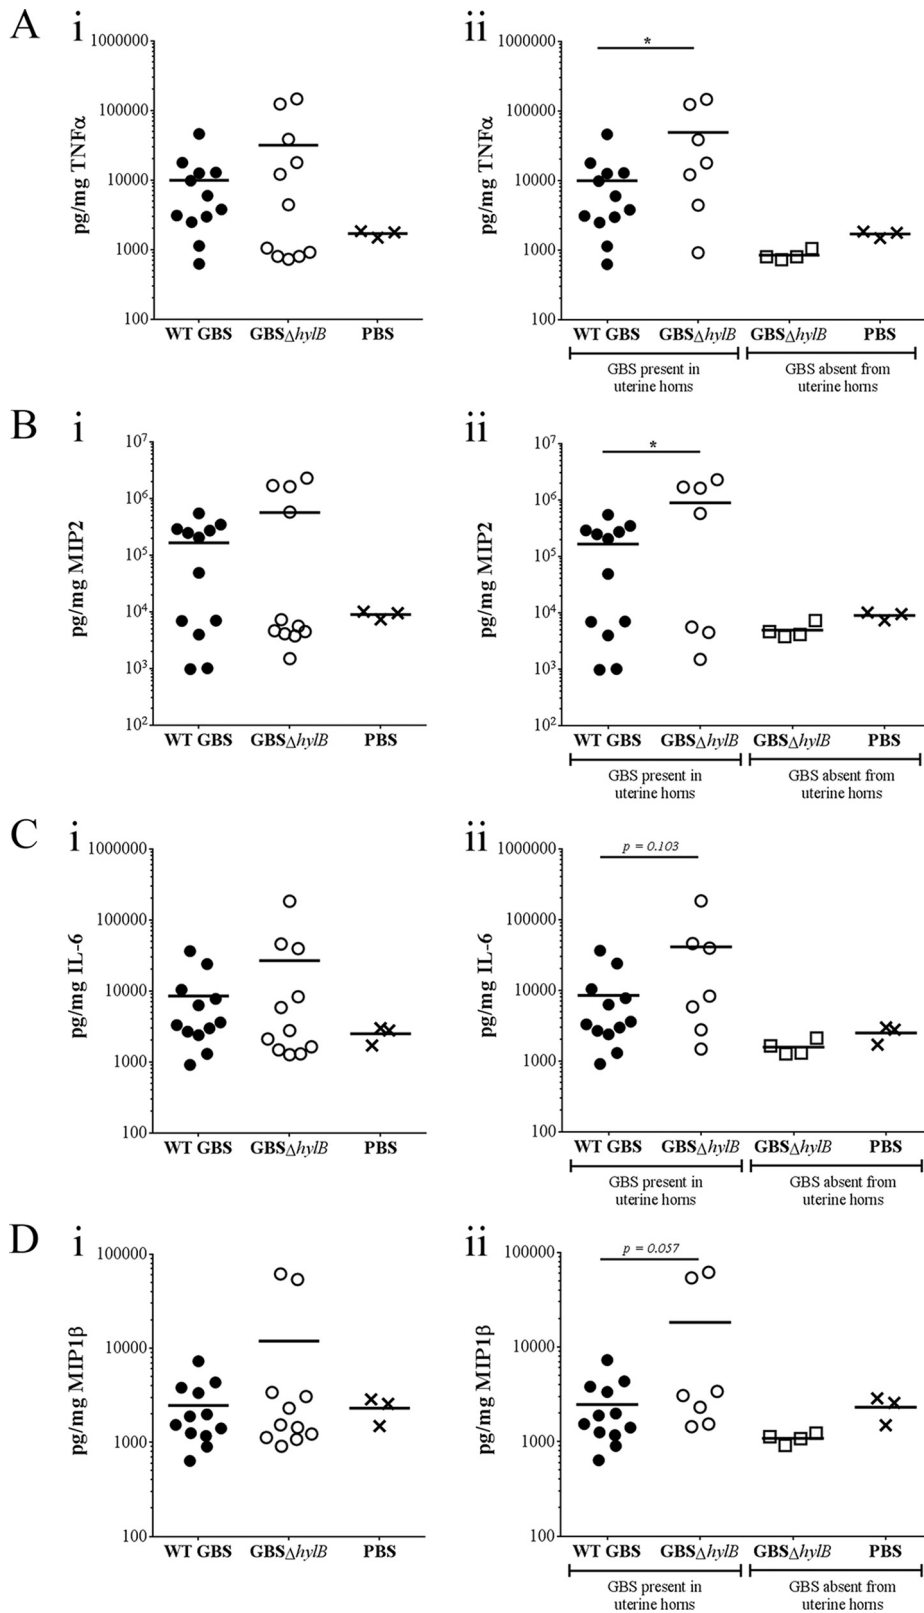 A i ii
pg/mg TNFα
1000000
100000
10000
1000
100
WT GBS GBSΔhylB PBS
pg/mg TNFα
1000000
100000
10000
1000
100
*
WT GBS GBSΔhylB GBSΔhylB PBS
GBS present in
uterine horns
GBS absent from
uterine horns
B i ii
pg/mg MIP2
10⁷
10⁶
10⁵
10⁴
10³
10²
WT GBS GBSΔhylB PBS
pg/mg MIP2
10⁷
10⁶
10⁵
10⁴
10³
10²
*
WT GBS GBSΔhylB GBSΔhylB PBS
GBS present in
uterine horns
GBS absent from
uterine horns
C i ii
pg/mg IL-6
1000000
100000
10000
1000
100
WT GBS GBSΔhylB PBS
pg/mg IL-6
1000000
100000
10000
1000
100
p = 0.103
WT GBS GBSΔhylB GBSΔhylB PBS
GBS present in
uterine horns
GBS absent from
uterine horns
D i ii
pg/mg MIP1β
100000
10000
1000
100
WT GBS GBSΔhylB PBS
pg/mg MIP1β
100000
10000
1000
100
p = 0.057
WT GBS GBSΔhylB GBSΔhylB PBS
GBS present in
uterine horns
GBS absent from
uterine horns